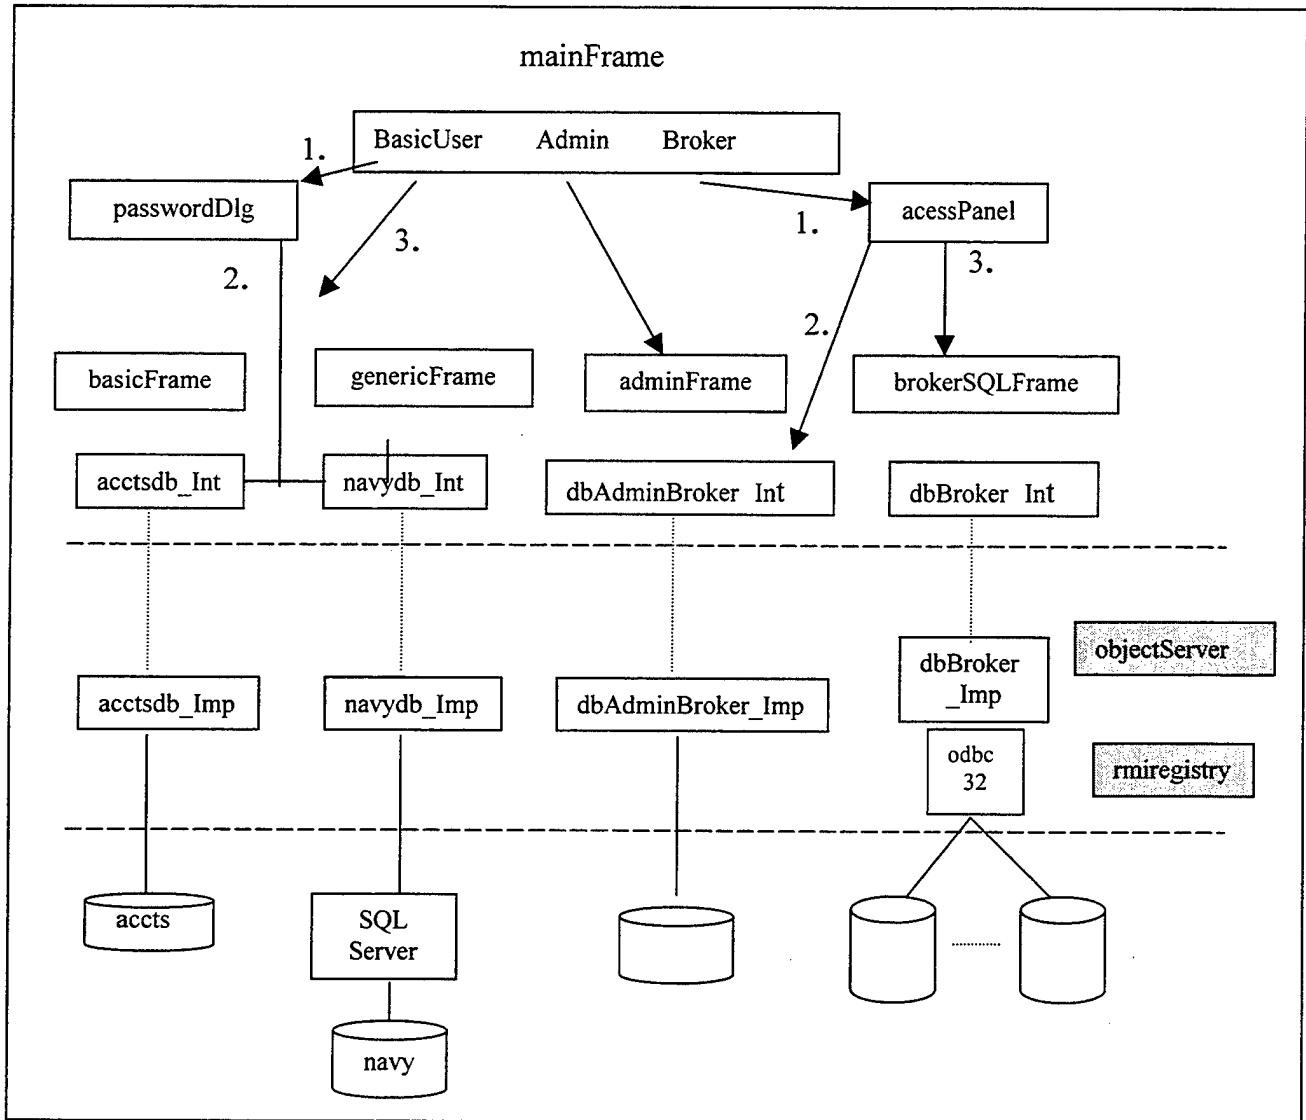 mainFrame
BasicUser Admin Broker
1.
passwordDlg
acessPanel
1.
3.
2.
3.
2.
basicFrame
genericFrame
adminFrame
brokerSQLFrame
acctsdb_Int
navydb_Int
dbAdminBroker_Int
dbBroker_Int
objectServer
dbBroker
_Imp
acctsdb_Imp
navydb_Imp
dbAdminBroker_Imp
odbc
32
rmiregistry
accts
SQL
Server
navy